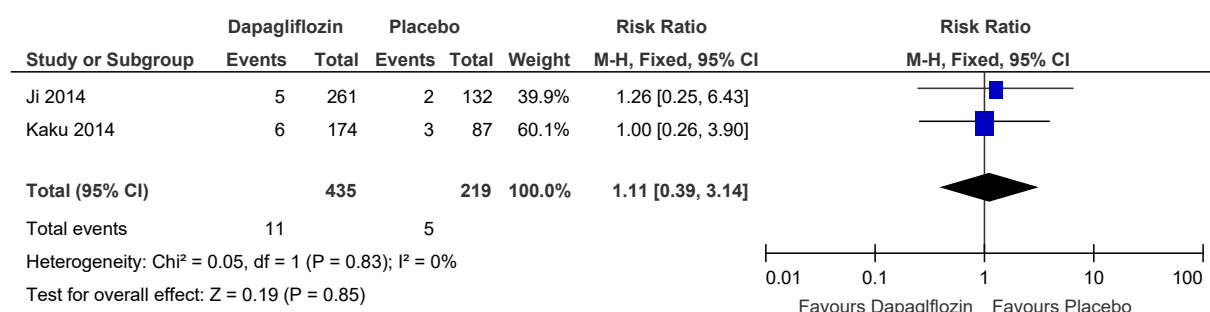 Dapagliflozin Placebo Risk Ratio Risk Ratio
Study or Subgroup Events Total Events Total Weight M-H, Fixed, 95% CI M-H, Fixed, 95% CI
Ji 2014 5 261 2 132 39.9% 1.26 [0.25, 6.43]
Kaku 2014 6 174 3 87 60.1% 1.00 [0.26, 3.90]
Total (95% CI) 435 219 100.0% 1.11 [0.39, 3.14]
Total events 11 5
Heterogeneity: Chi² = 0.05, df = 1 (P = 0.83); I² = 0%
Test for overall effect: Z = 0.19 (P = 0.85)
0.01 0.1 1 10 100
Favours Dapaglflozin Favours Placebo